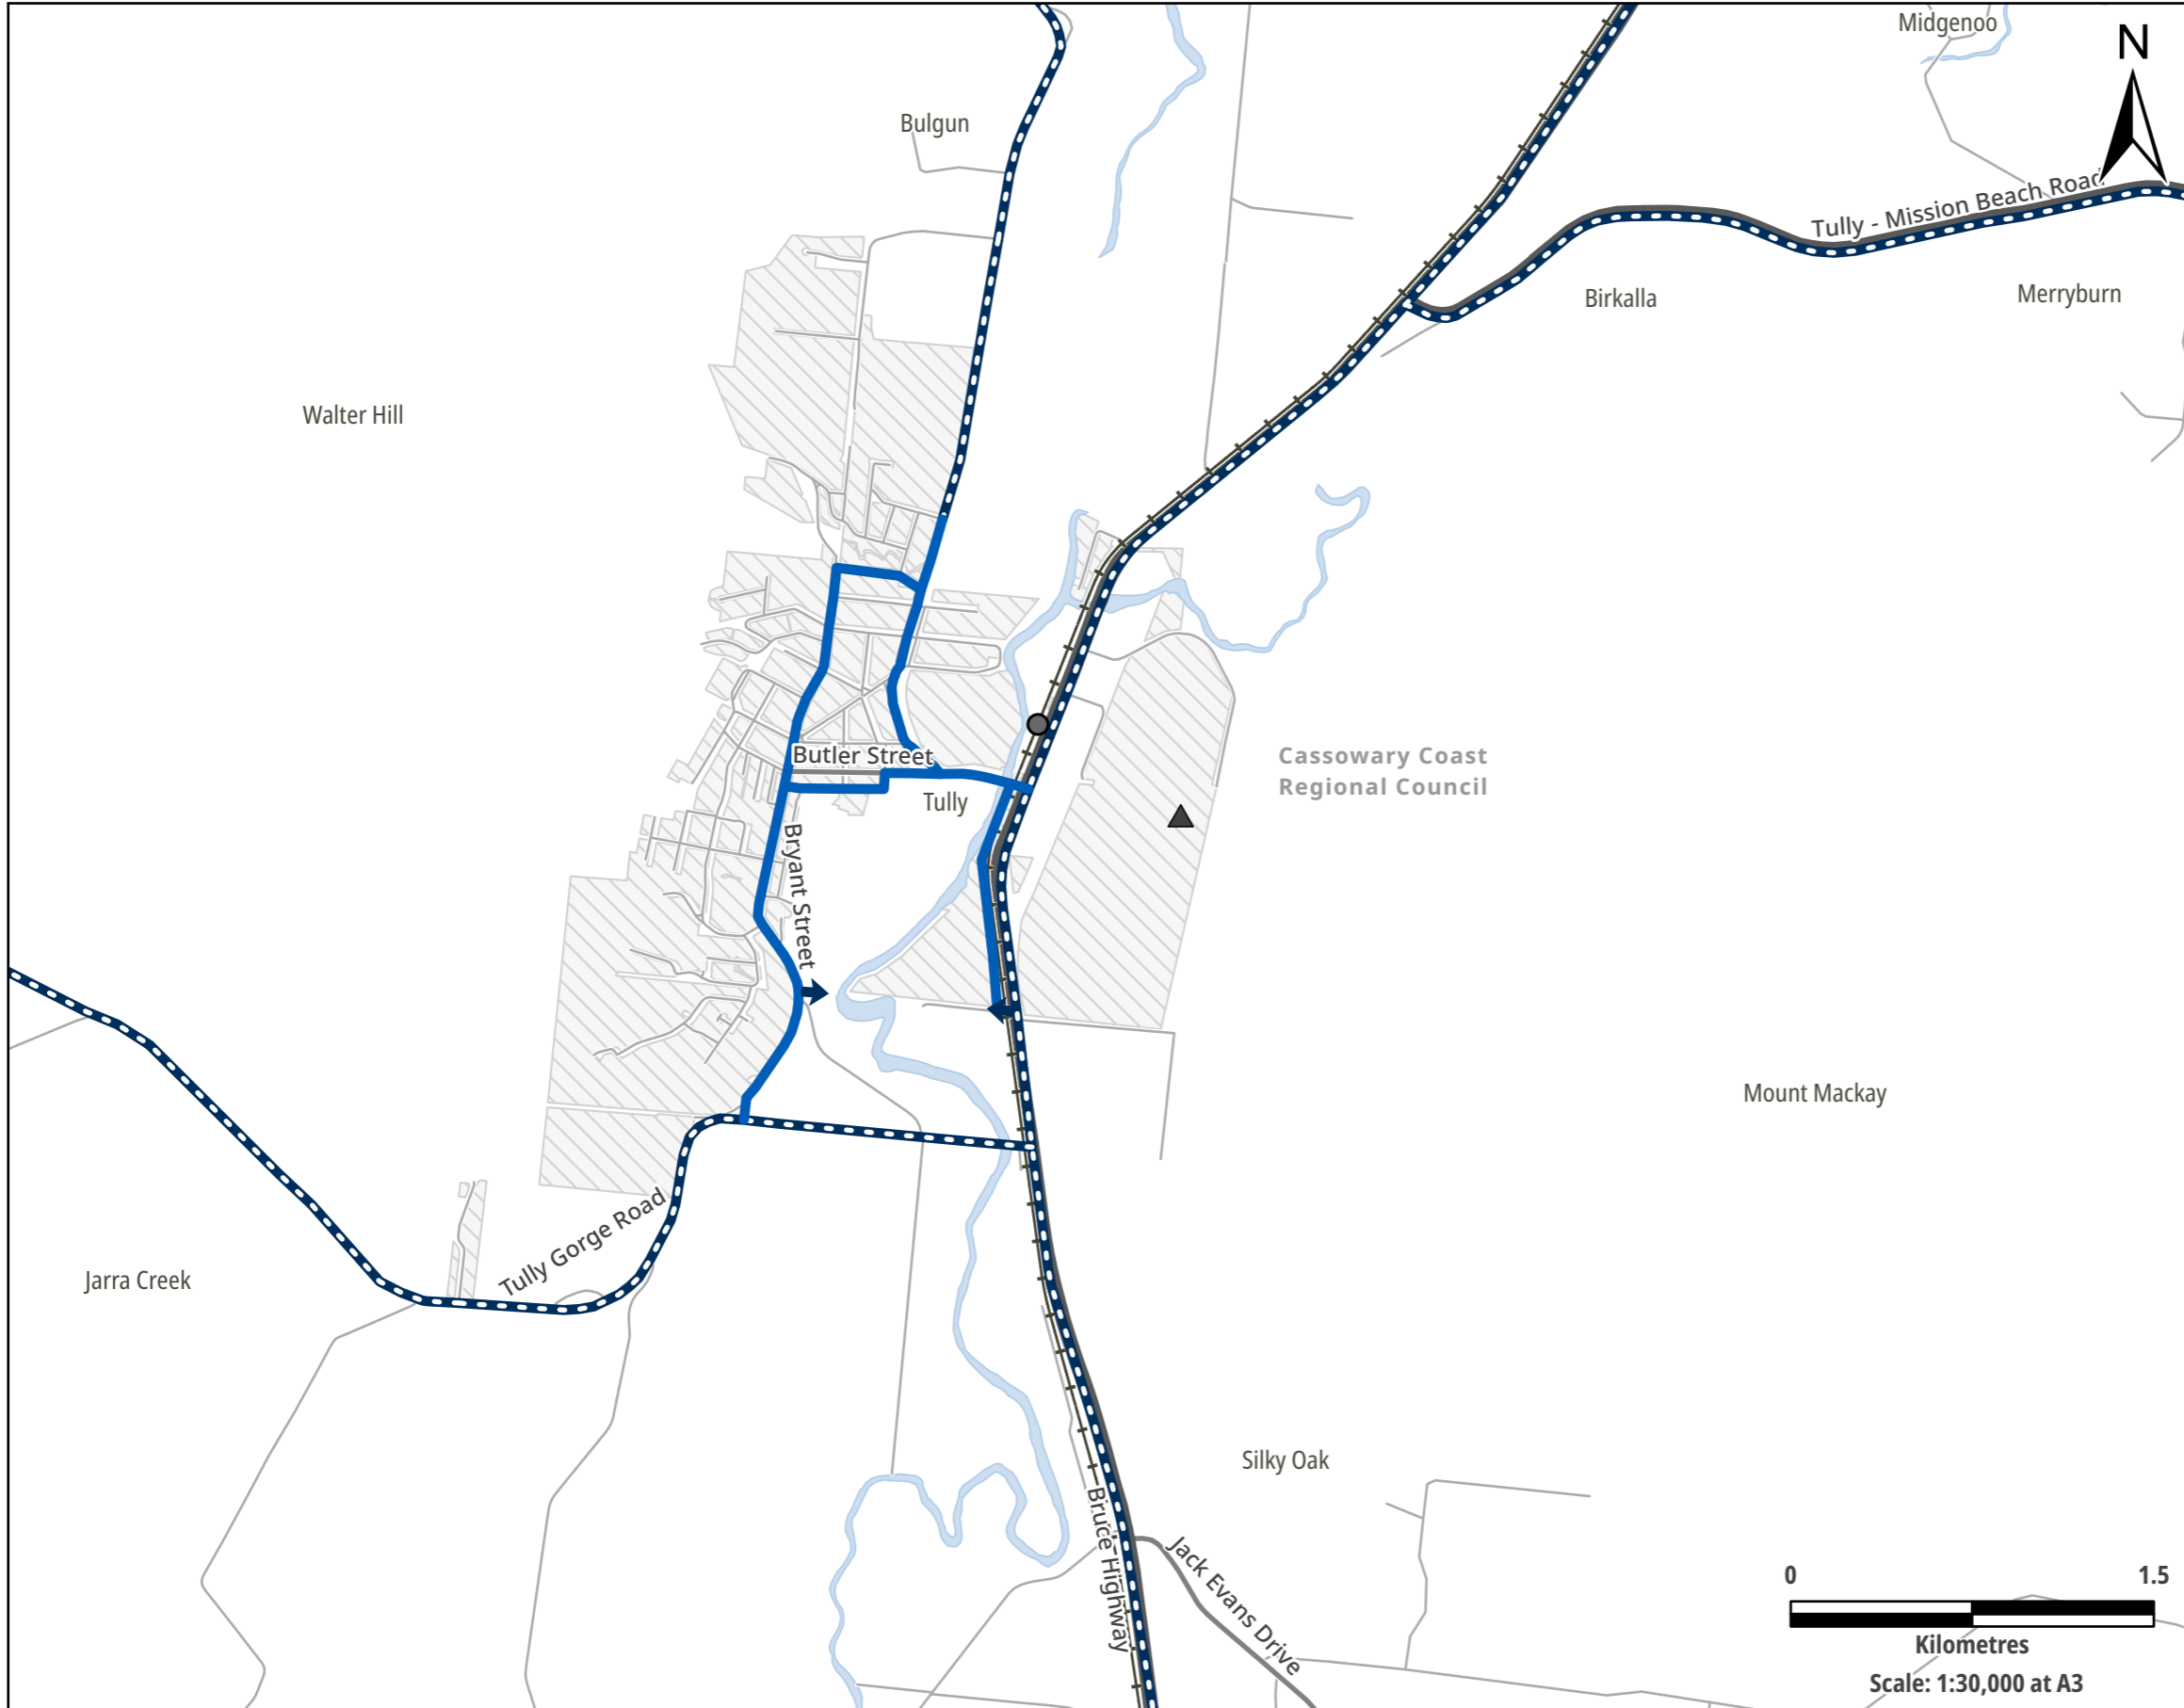 Midgenoo
N
Bulgun
Tully - Mission Beach Road
Birkalla
Merryburn
Walter Hill
Butler Street
Cassowary Coast
Regional Council
Tully
Bryant Street
Mount Mackay
Tully Gorge Road
Jarra Creek
Silky Oak
Bruce Highway
Jack Evans Drive
0 1.5
Kilometres
Scale: 1:30,000 at A3